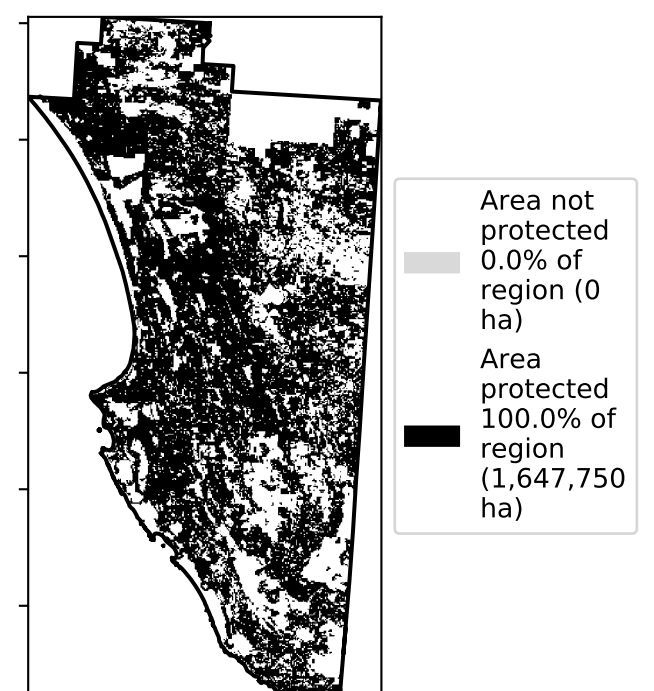 Area not
protected
0.0% of
region (0
ha)
Area
protected
100.0% of
region
(1,647,750
ha)